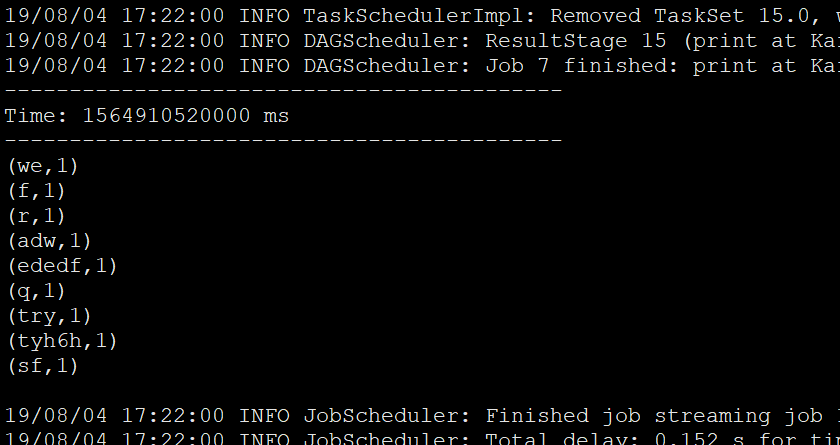 19/08/04 17:22:00 INFO TaskSchedulerImpl: Removed TaskSet 15.0,
19/08/04 17:22:00 INFO DAGScheduler: ResultStage 15 (print at Ka
19/08/04 17:22:00 INFO DAGScheduler: Job 7 finished: print at Ka
-------------------------------------------
Time: 1564910520000 ms
-------------------------------------------
(we,1)
(f,1)
(r,1)
(adw,1)
(ededf,1)
(q,1)
(try,1)
(tyh6h,1)
(sf,1)
19/08/04 17:22:00 INFO JobScheduler: Finished job streaming job
19/08/04 17:22:00 INFO JobScheduler: Total delay: 0.152 s for